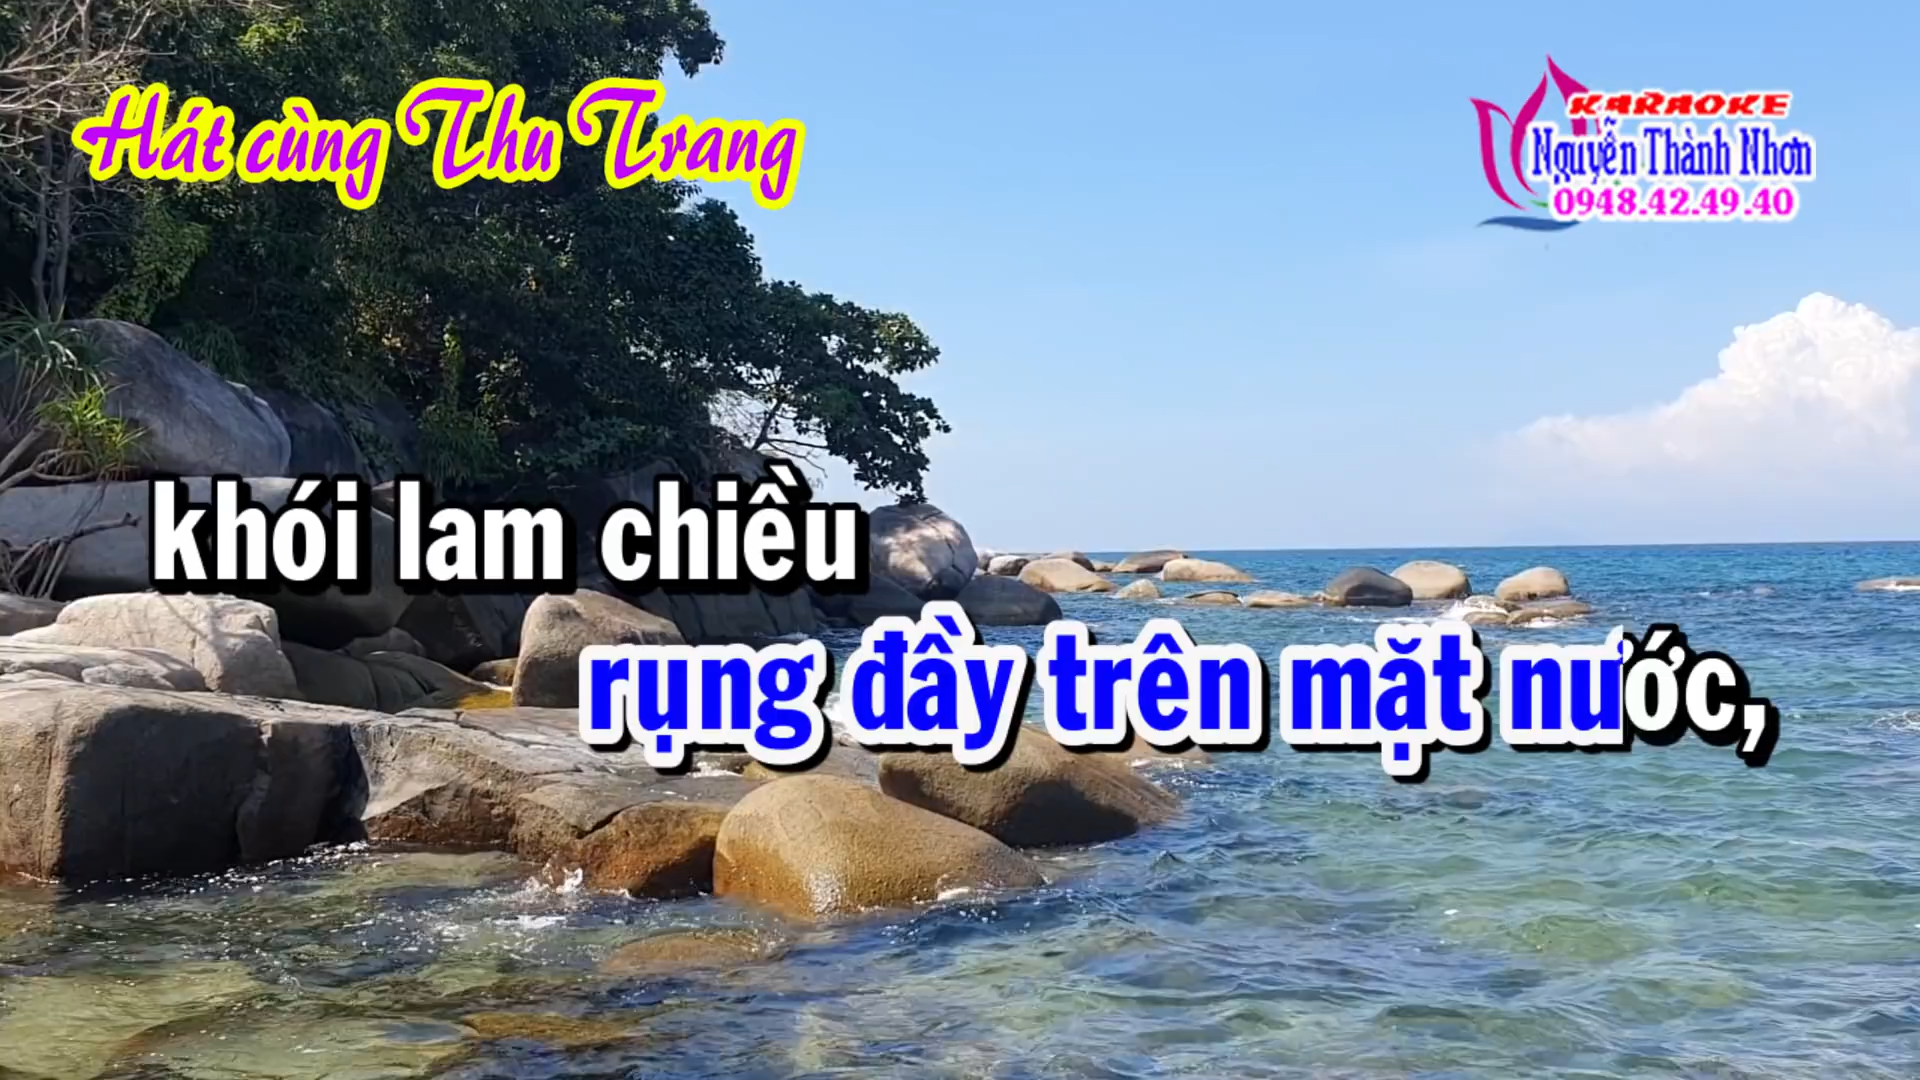 Hát cùng Thu Trang
KARAOKE
Nguyễn Thành Nhơn
0948.42.49.40
khói lam chiều
rụng đầy trên mặt nước,